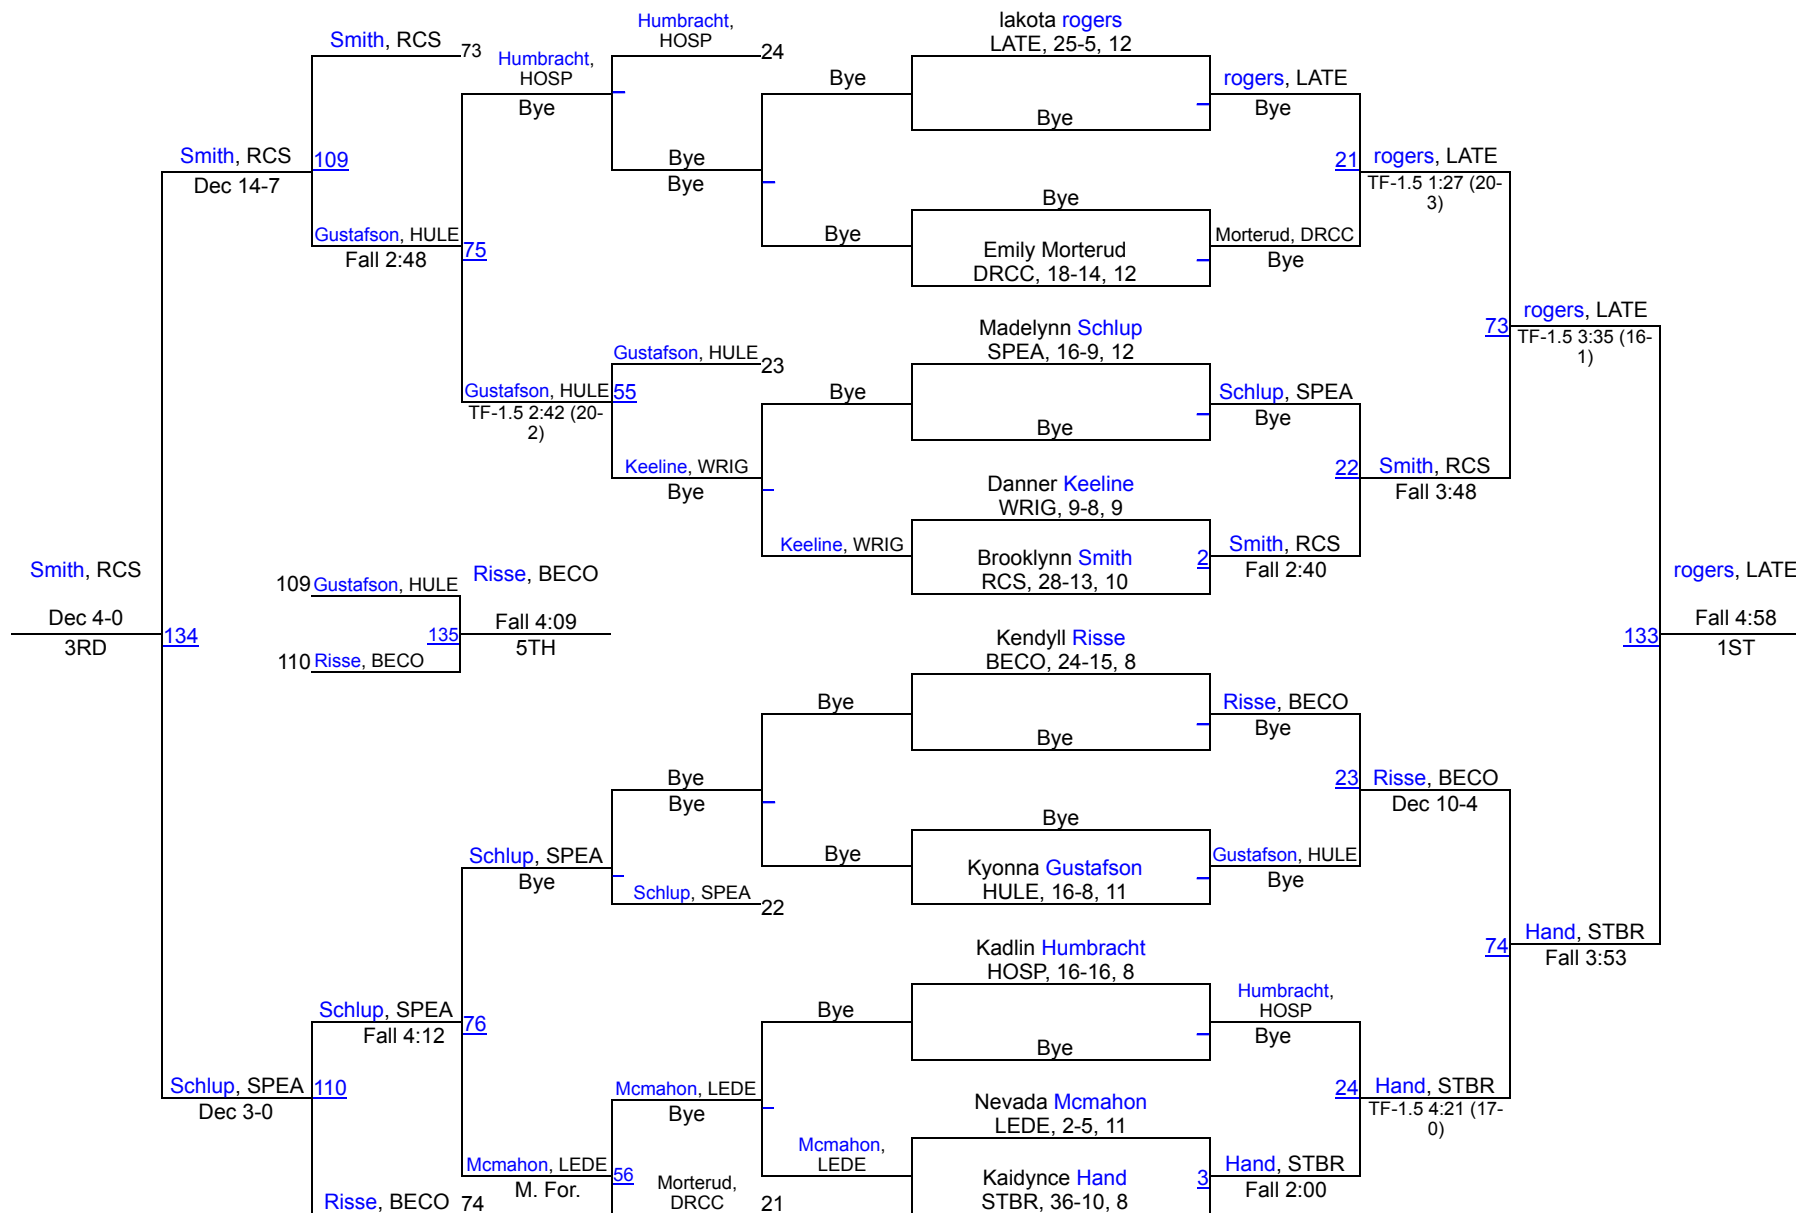 Smith, RCS
73
Humbracht,
HOSP
Bye
Humbracht,
HOSP
24
Bye
lakota rogers
LATE, 25-5, 12
Bye
rogers, LATE
Bye
Smith, RCS
109
Dec 14-7
Bye
Bye
21
rogers, LATE
TF-1.5 1:27 (20-
3)
Gustafson, HULE
75
Fall 2:48
Bye
Bye
Emily Morterud
DRCC, 18-14, 12
Morterud, DRCC
Bye
Gustafson, HULE
23
Madelynn Schlup
SPEA, 16-9, 12
73
rogers, LATE
TF-1.5 3:35 (16-
1)
Gustafson, HULE
55
TF-1.5 2:42 (20-
2)
Bye
Bye
Schlup, SPEA
Bye
Keeline, WRIG
Bye
Danner Keeline
WRIG, 9-8, 9
22
Smith, RCS
Fall 3:48
Keeline, WRIG
Brooklynn Smith
RCS, 28-13, 10
2
Smith, RCS
Fall 2:40
Smith, RCS
Dec 4-0
3RD
134
109
Gustafson, HULE
Risse, BECO
Fall 4:09
135
5TH
110
Risse, BECO
rogers, LATE
Fall 4:58
133
1ST
Kendyll Risse
BECO, 24-15, 8
Bye
Bye
Risse, BECO
Bye
Bye
Bye
23
Risse, BECO
Dec 10-4
Schlup, SPEA
Bye
Bye
Bye
Kyonna Gustafson
HULE, 16-8, 11
Gustafson, HULE
Bye
Schlup, SPEA
22
Kadlin Humbracht
HOSP, 16-16, 8
74
Hand, STBR
Fall 3:53
Schlup, SPEA
76
Fall 4:12
Bye
Bye
Humbracht,
HOSP
Bye
Schlup, SPEA
110
Dec 3-0
Mcmahon, LEDE
Bye
Nevada Mcmahon
LEDE, 2-5, 11
24
Hand, STBR
TF-1.5 4:21 (17-
0)
Mcmahon, LEDE
56
M. For.
Mcmahon,
LEDE
Kaidynce Hand
STBR, 36-10, 8
3
Hand, STBR
Fall 2:00
Risse, BECO
74
Morterud,
DRCC
21